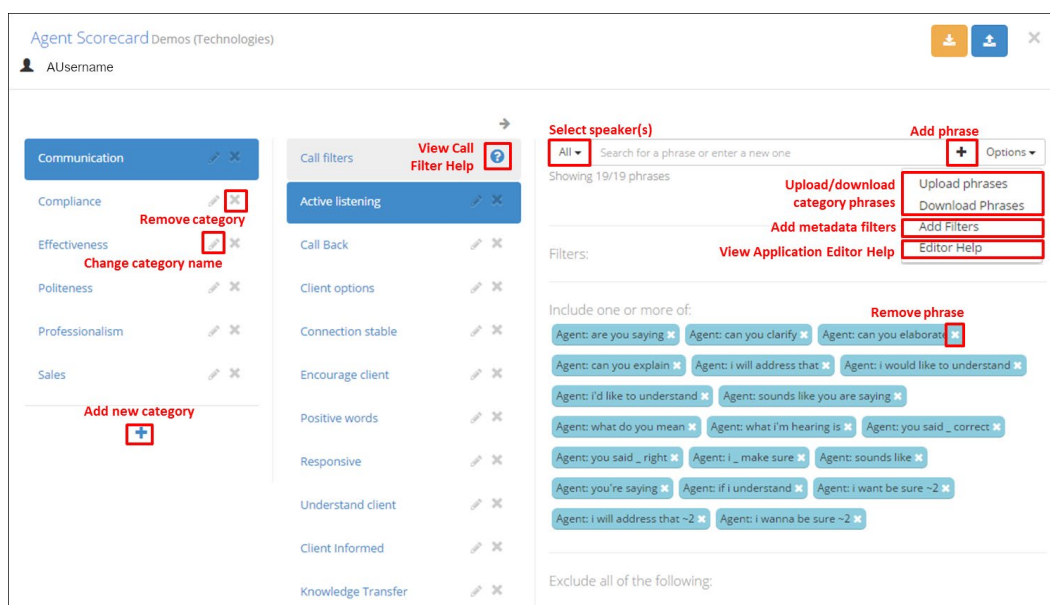 Agent Scorecard Demos (Technologies)
AUsername
Communication
Compliance
Remove category
Effectiveness
Change category name
Politeness
Professionalism
Sales
Add new category
Call filters
View Call
Filter Help
Active listening
Call Back
Client options
Connection stable
Encourage client
Positive words
Responsive
Understand client
Client Informed
Knowledge Transfer
Select speaker(s)
Add phrase
All Search for a phrase or enter a new one Options
Showing 19/19 phrases
Upload/download
category phrases
Upload phrases
Download Phrases
Add metadata filters
Add Filters
View Application Editor Help
Editor Help
Filters:
Include one or more of:
Remove phrase
Agent: are you saying Agent: can you clarify Agent: can you elaborate
Agent: can you explain Agent: i will address that Agent: i would like to understand
Agent: i'd like to understand Agent: sounds like you are saying
Agent: what do you mean Agent: what i'm hearing is Agent: you said _ correct
Agent: you said _ right Agent: i _ make sure Agent: sounds like
Agent: you're saying Agent: if i understand Agent: i want be sure ~2
Agent: i will address that ~2 Agent: i wanna be sure ~2
Exclude all of the following: